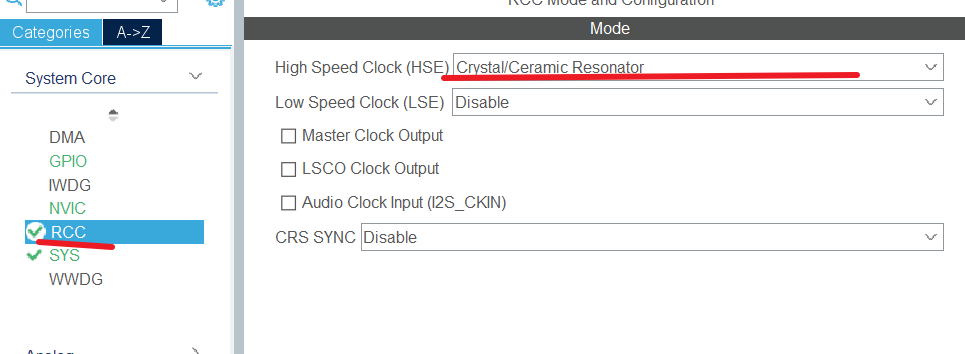 RCC Mode and Configuration
Categories
A->Z
Mode
System Core
High Speed Clock (HSE)
Crystal/Ceramic Resonator
Low Speed Clock (LSE)
Disable
DMA
Master Clock Output
GPIO
LSCO Clock Output
IWDG
NVIC
Audio Clock Input (I2S_CKIN)
RCC
CRS SYNC
Disable
SYS
WWDG
Analog